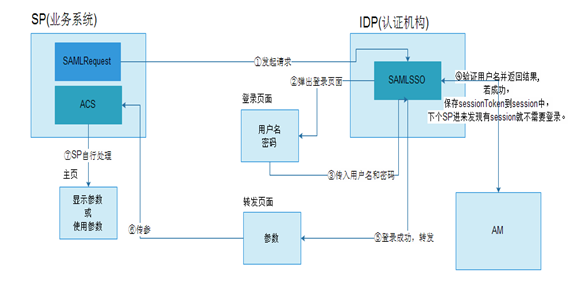 SP(业务系统)
IDP(认证机构)
SAMLRequest
①发起请求
②弹出登录页面
SAMLSSO
④验证用户名并返回结果,
若成功,
保存sessionToken到session中,
下个SP进来发现有session就不需要登录。
ACS
登录页面
用户名
密码
⑦SP自行处理
③传入用户名和密码
主页
显示参数
或
使用参数
转发页面
⑥传参
参数
⑤登录成功，转发
AM